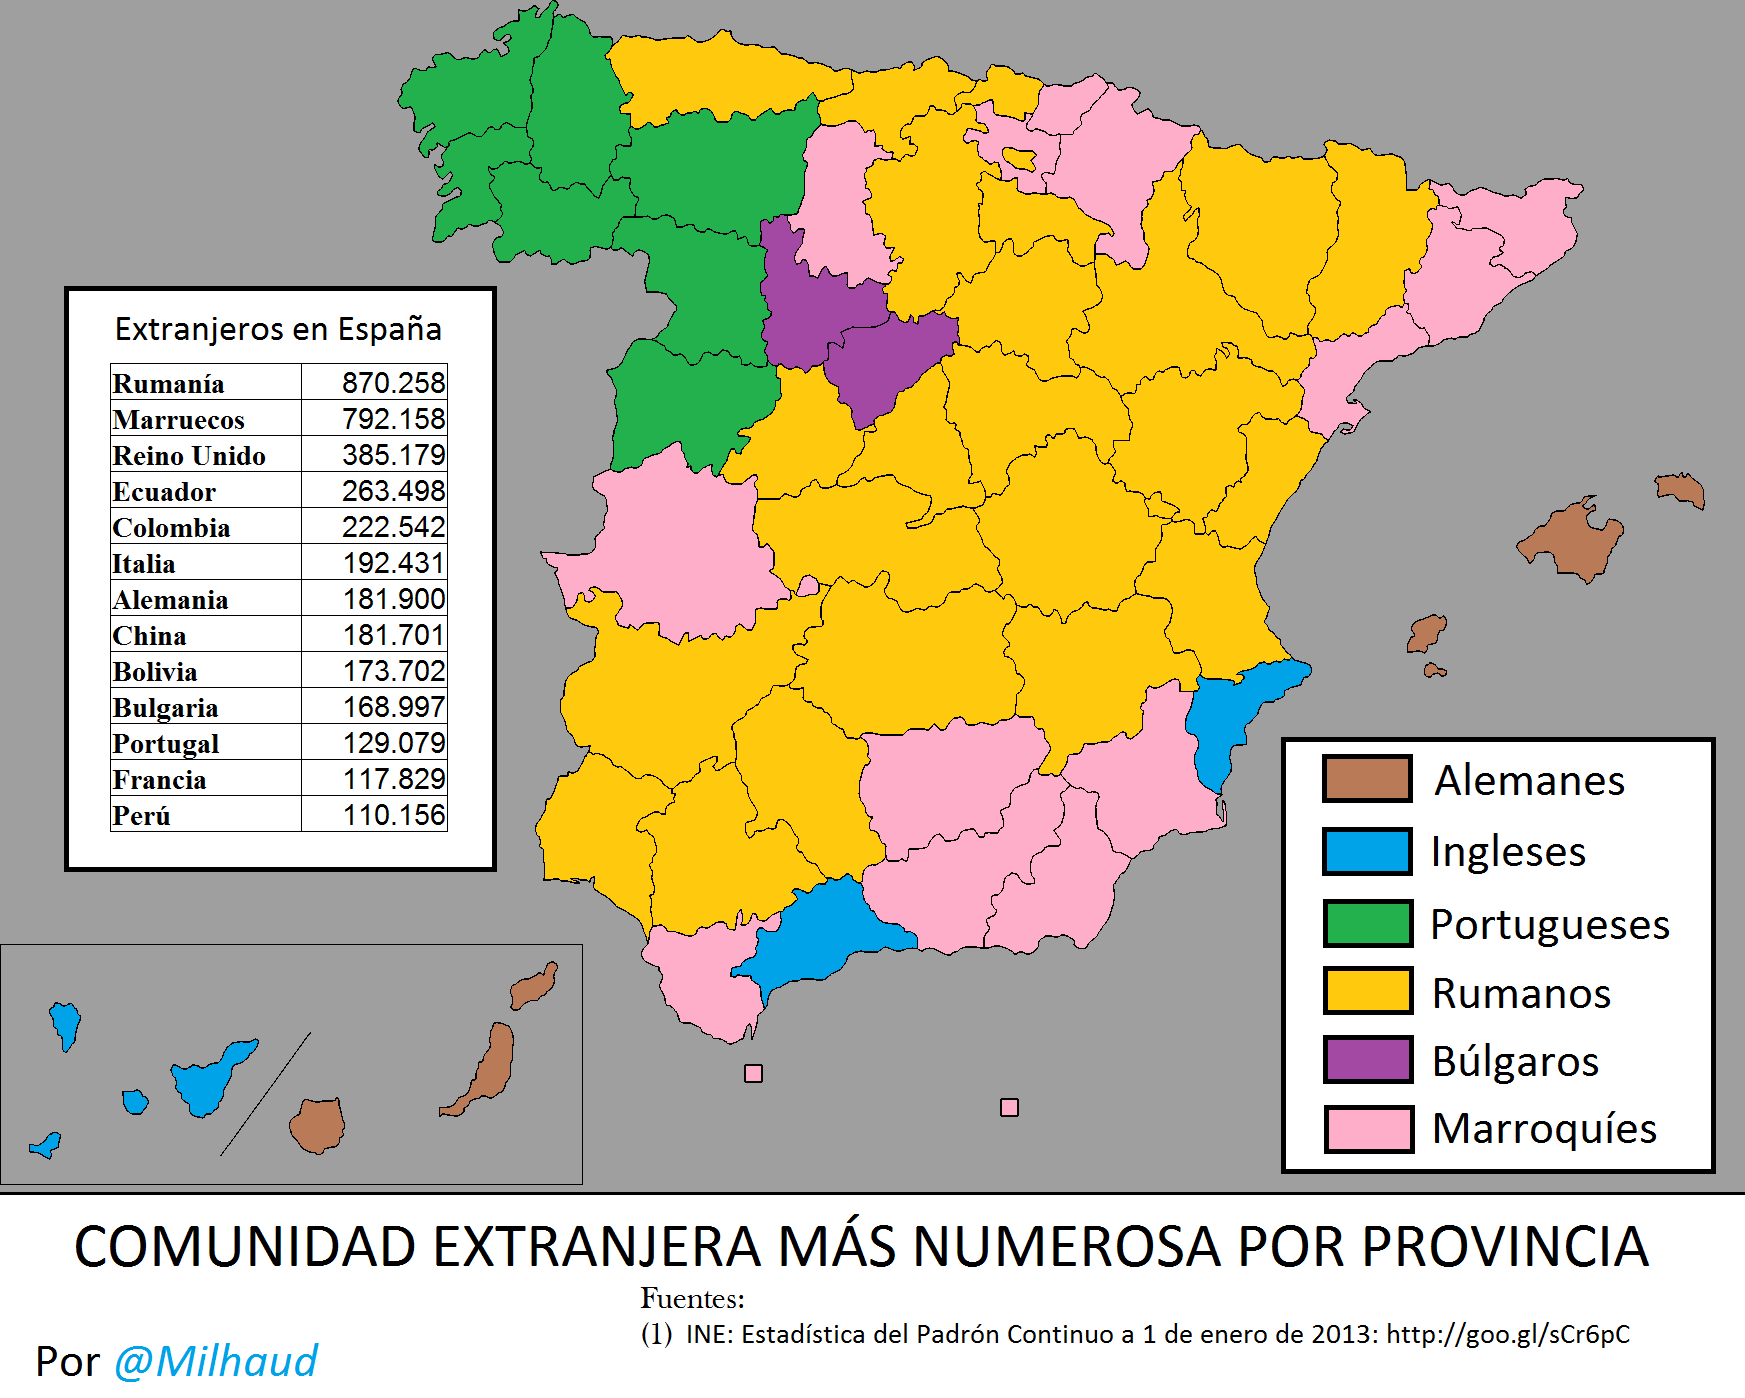 Extranjeros en España
Rumanía 870.258
Marruecos 792.158
Reino Unido 385.179
Ecuador 263.498
Colombia 222.542
Italia 192.431
Alemania 181.900
China 181.701
Bolivia 173.702
Bulgaria 168.997
Portugal 129.079
Francia 117.829
Perú 110.156
Alemanes
Ingleses
Portugueses
Rumanos
Búlgaros
Marroquíes
COMUNIDAD EXTRANJERA MÁS NUMEROSA POR PROVINCIA
Fuentes:
(1) INE: Estadística del Padrón Continuo a 1 de enero de 2013: http://goo.gl/sCr6pC
Por @Milhaud